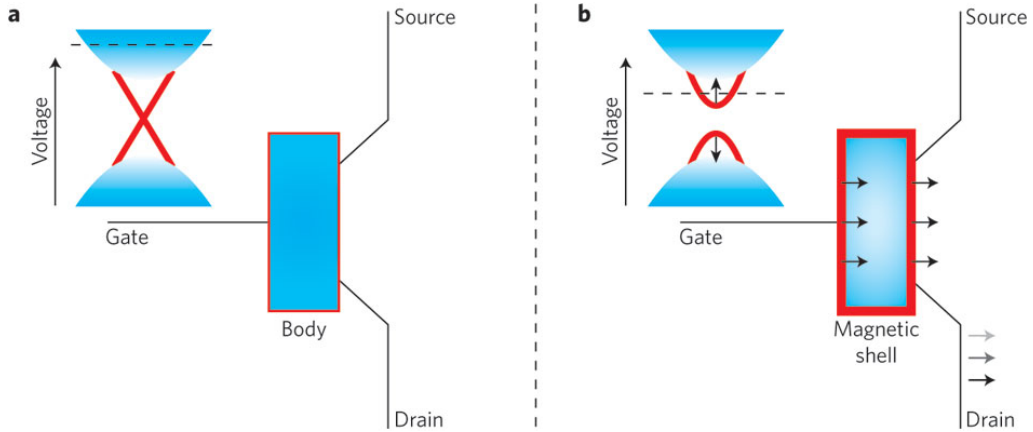 a
Source
Voltage
Gate
Body
Drain
b
Source
Voltage
Gate
Magnetic
shell
Drain